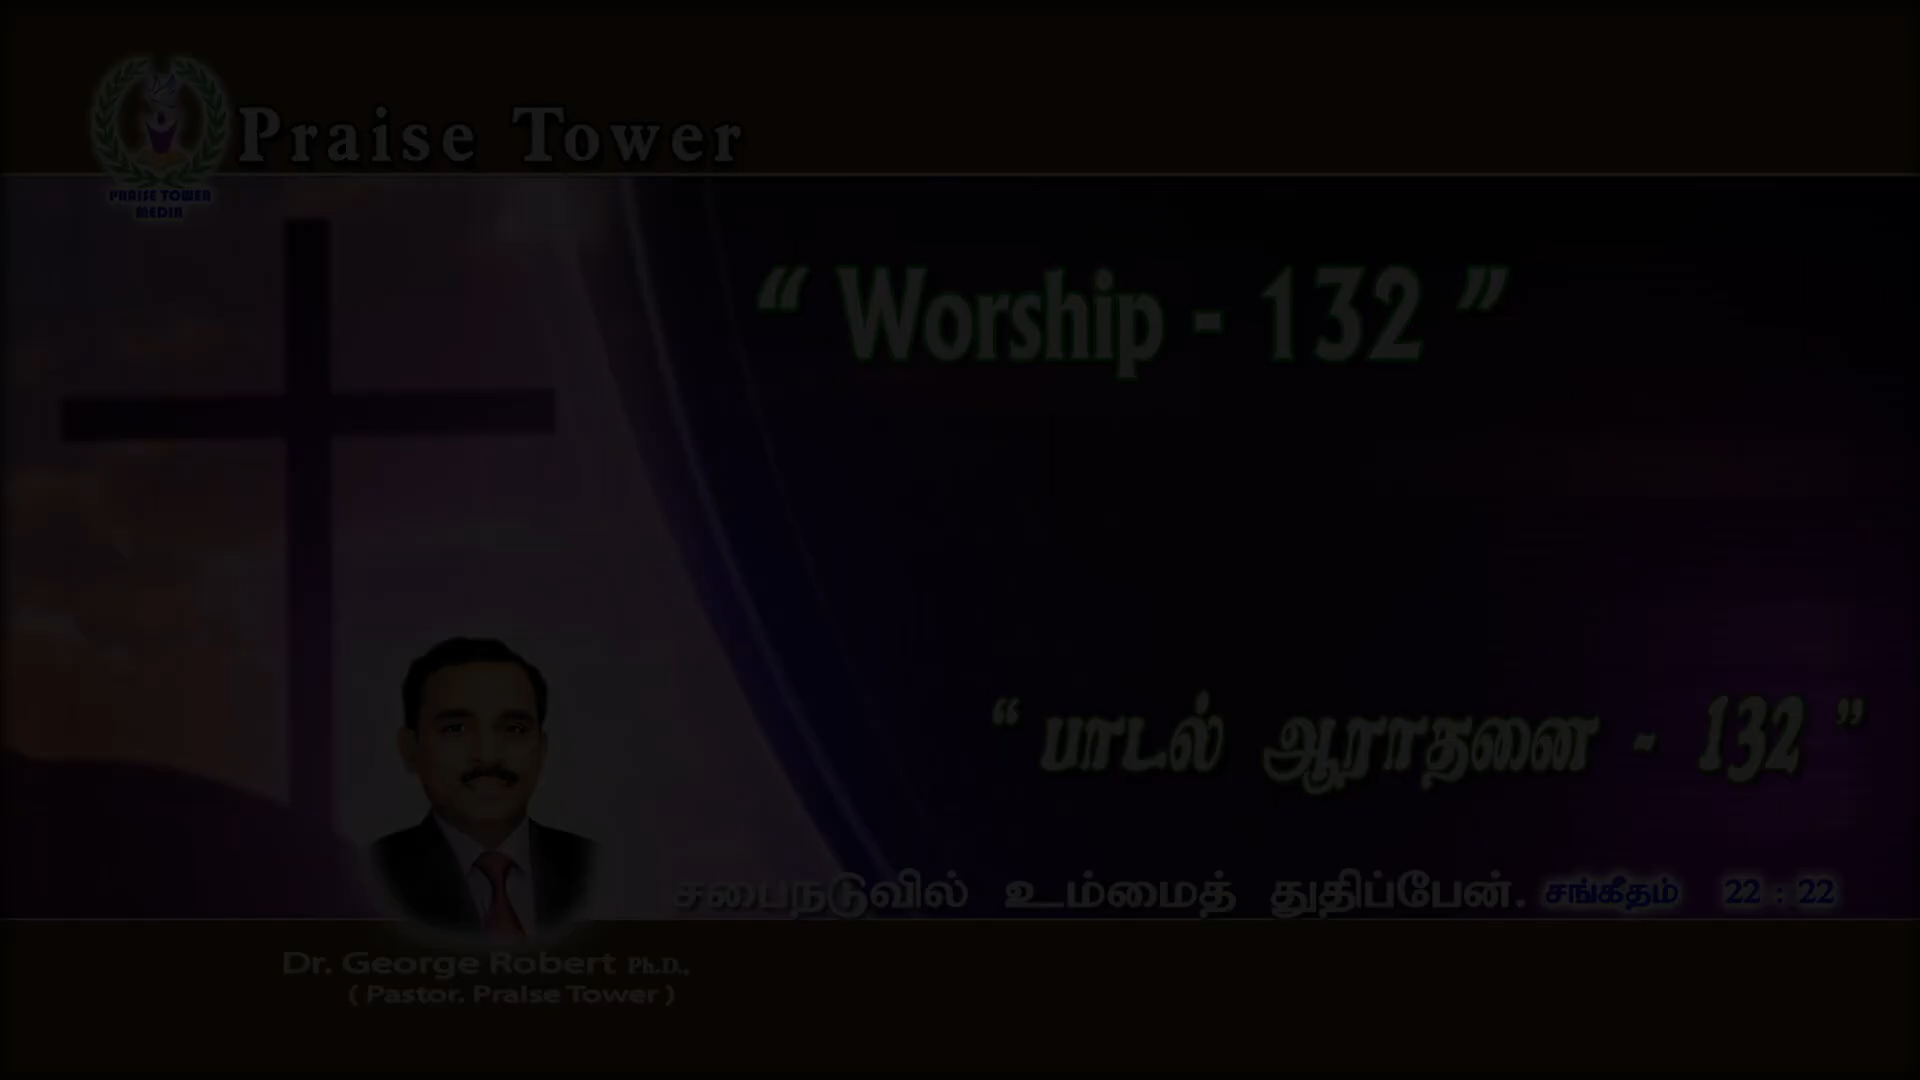 Praise Tower
PRAISE TOWER
MEDIA
“ Worship - 132 ”
“ பாடல் ஆராதனை - 132 ”
சபைநடுவில் உம்மைத் துதிப்பேன். சங்கீதம் 22 : 22
Dr. George Robert Ph.D.,
( Pastor. Praise Tower )